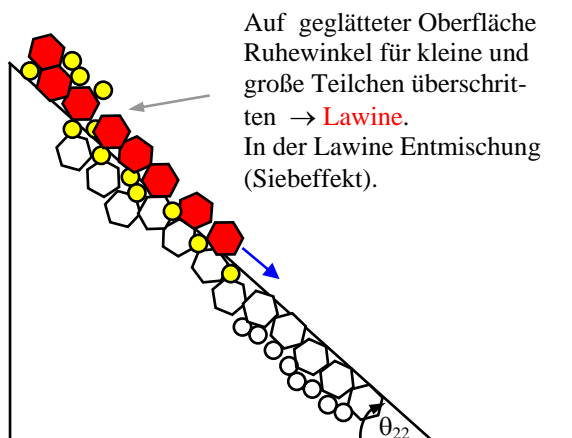 Auf geglätteter Oberfläche
Ruhewinkel für kleine und
große Teilchen überschrit-
ten → Lawine.
In der Lawine Entmischung
(Siebeffekt).
θ22